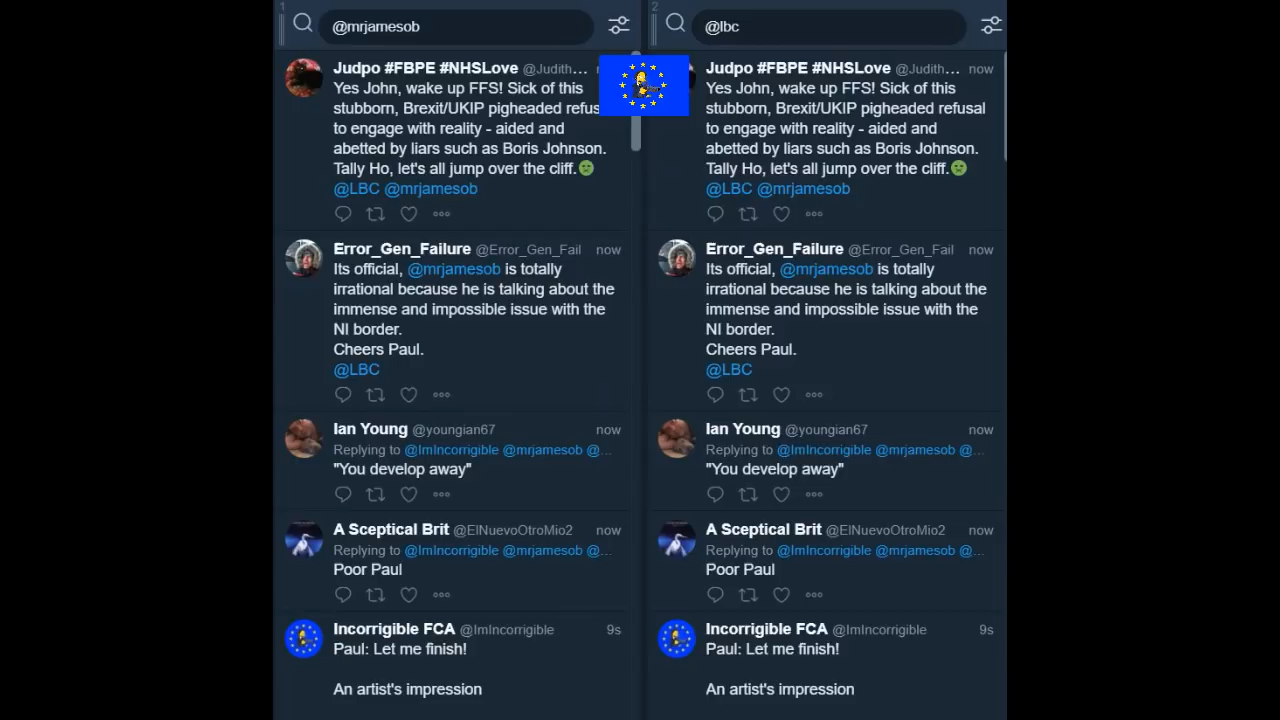 1
@mrjamesob
Judpo #FBPE #NHSLove @Judith...
Yes John, wake up FFS! Sick of this
stubborn, Brexit/UKIP pigheaded
to engage with reality - aided and
abetted by liars such as Boris Johnson.
Tally Ho, let's all jump over the cliff.
@LBC @mrjamesob
Error_Gen_Failure @Error_Gen_Fail now
Its official, @mrjamesob is totally
irrational because he is talking about the
immense and impossible issue with the
NI border.
Cheers Paul.
@LBC
Ian Young @youngian67 now
Replying to @ImIncorrigible @mrjamesob @...
"You develop away"
A Sceptical Brit @ElNuevoOtroMio2 now
Replying to @ImIncorrigible @mrjamesob @...
Poor Paul
Incorrigible FCA @ImIncorrigible 9s
Paul: Let me finish!
An artist's impression
2
@lbc
Judpo #FBPE #NHSLove @Judith... now
Yes John, wake up FFS! Sick of this
stubborn, Brexit/UKIP pigheaded refusal
to engage with reality - aided and
abetted by liars such as Boris Johnson.
Tally Ho, let's all jump over the cliff.
@LBC @mrjamesob
Error_Gen_Failure @Error_Gen_Fail now
Its official, @mrjamesob is totally
irrational because he is talking about the
immense and impossible issue with the
NI border.
Cheers Paul.
@LBC
Ian Young @youngian67 now
Replying to @ImIncorrigible @mrjamesob @...
"You develop away"
A Sceptical Brit @ElNuevoOtroMio2 now
Replying to @ImIncorrigible @mrjamesob @...
Poor Paul
Incorrigible FCA @ImIncorrigible 9s
Paul: Let me finish!
An artist's impression